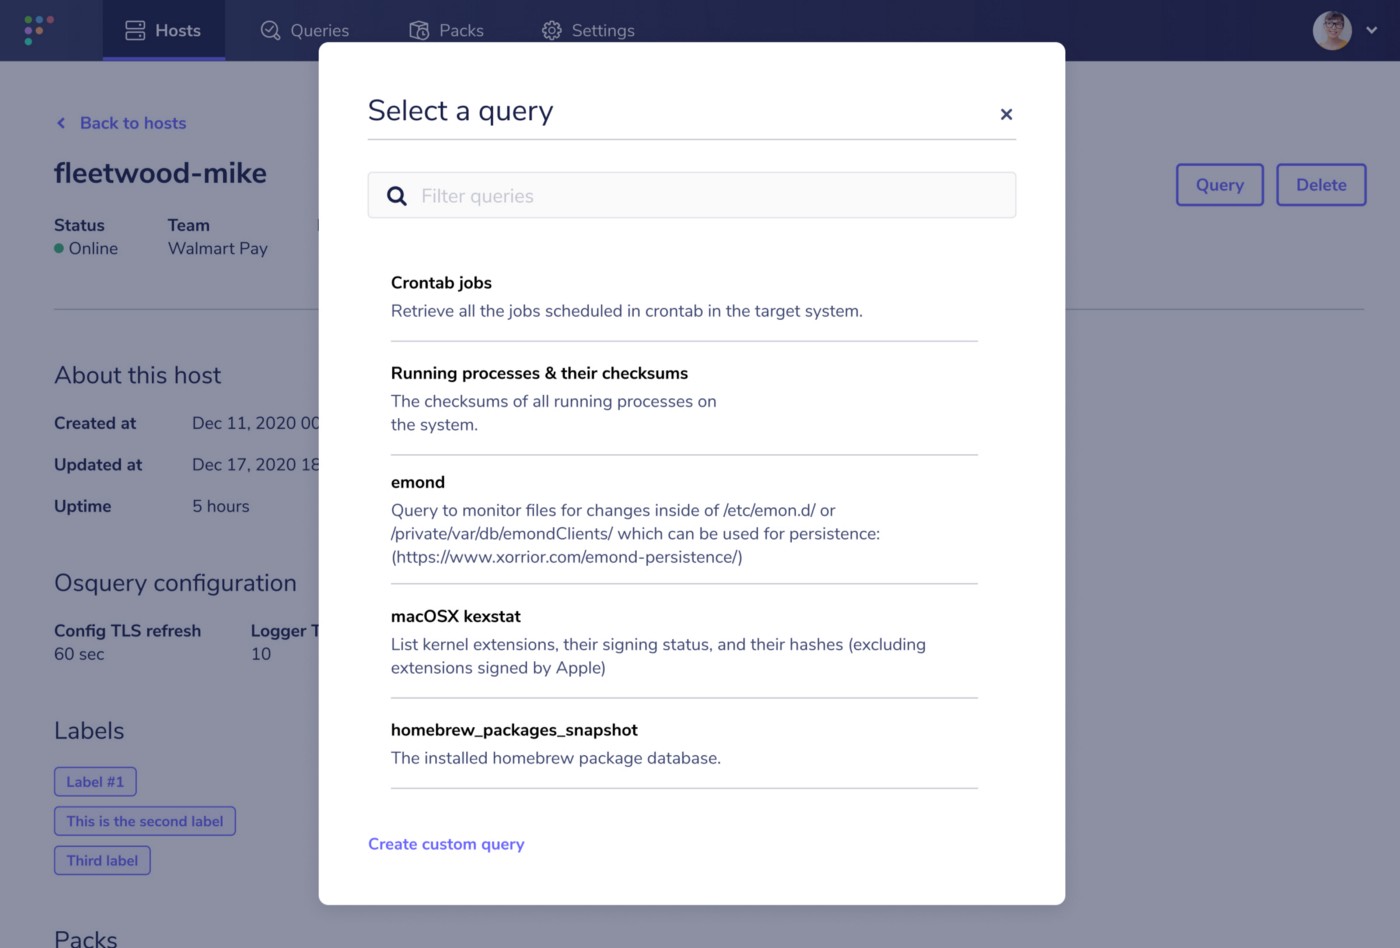 Hosts
Queries
Packs
Settings
Back to hosts
fleetwood-mike
Query
Delete
Status
Team
Online
Walmart Pay
About this host
Created at
Dec 11, 2020 00
Updated at
Dec 17, 2020 18
Uptime
5 hours
Osquery configuration
Config TLS refresh
Logger T
60 sec
10
Labels
Label #1
This is the second label
Third label
Packs
Select a query
Filter queries
Crontab jobs
Retrieve all the jobs scheduled in crontab in the target system.
Running processes & their checksums
The checksums of all running processes on
the system.
emond
Query to monitor files for changes inside of /etc/emon.d/ or
/private/var/db/emondClients/ which can be used for persistence:
(https://www.xorrior.com/emond-persistence/)
macOSX kexstat
List kernel extensions, their signing status, and their hashes (excluding
extensions signed by Apple)
homebrew_packages_snapshot
The installed homebrew package database.
Create custom query